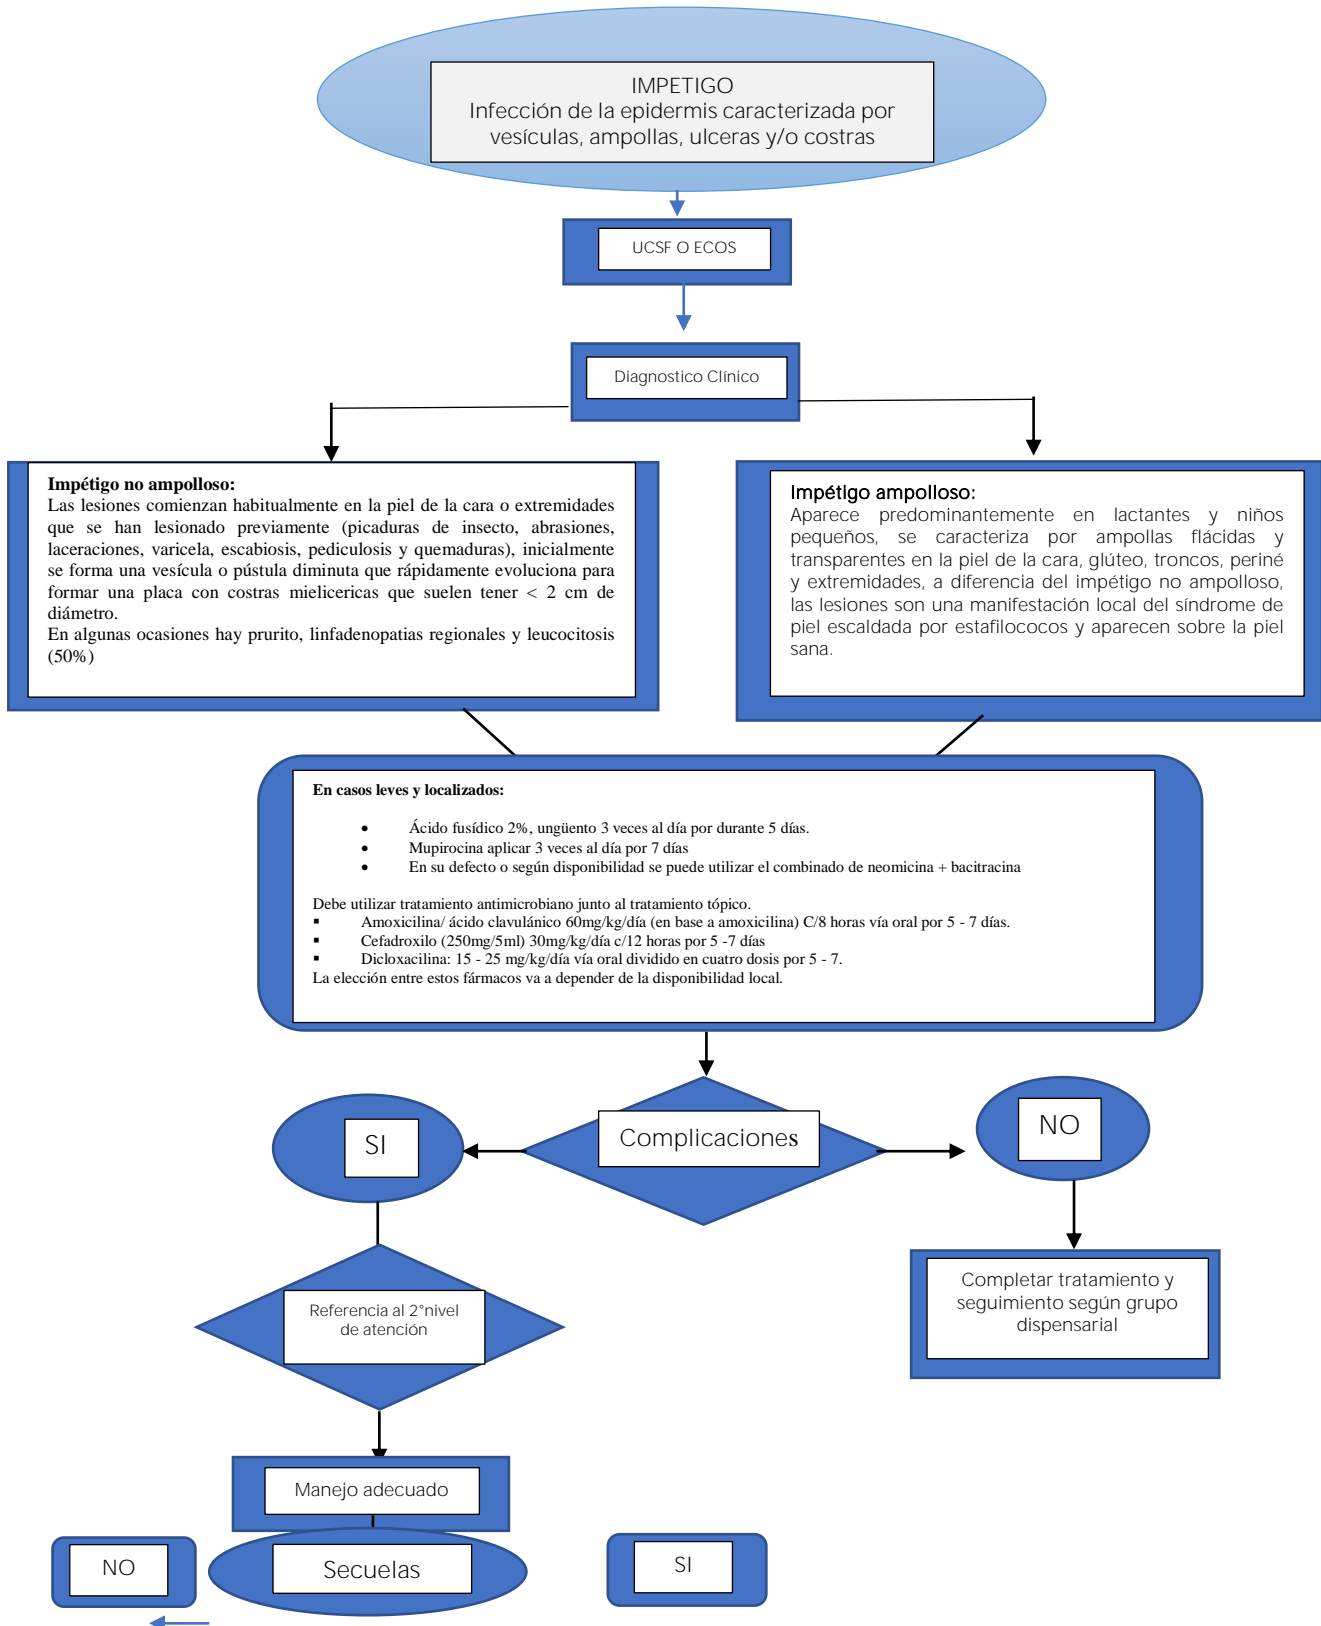 IMPETIGO
Infección de la epidermis caracterizada por
vesículas, ampollas, ulceras y/o costras
UCSF O ECOS
Diagnostico Clínico
Impétigo no ampolloso:
Las lesiones comienzan habitualmente en la piel de la cara o extremidades
que se han lesionado previamente (picaduras de insecto, abrasiones,
laceraciones, varicela, escabiosis, pediculosis y quemaduras), inicialmente
se forma una vesícula o pústula diminuta que rápidamente evoluciona para
formar una placa con costras mielicericas que suelen tener < 2 cm de
diámetro.
En algunas ocasiones hay prurito, linfadenopatias regionales y leucocitosis
(50%)
Impétigo ampolloso:
Aparece predominantemente en lactantes y niños
pequeños, se caracteriza por ampollas flácidas y
transparentes en la piel de la cara, glúteo, troncos, periné
y extremidades, a diferencia del impétigo no ampolloso,
las lesiones son una manifestación local del síndrome de
piel escaldada por estafilococos y aparecen sobre la piel
sana.
En casos leves y localizados:
• Ácido fusídico 2%, ungüento 3 veces al día por durante 5 días.
• Mupirocina aplicar 3 veces al día por 7 días
• En su defecto o según disponibilidad se puede utilizar el combinado de neomicina + bacitracina
Debe utilizar tratamiento antimicrobiano junto al tratamiento tópico.
▪ Amoxicilina/ ácido clavulánico 60mg/kg/día (en base a amoxicilina) C/8 horas vía oral por 5 - 7 días.
▪ Cefadroxilo (250mg/5ml) 30mg/kg/día c/12 horas por 5 -7 días
▪ Dicloxacilina: 15 - 25 mg/kg/día vía oral dividido en cuatro dosis por 5 - 7.
La elección entre estos fármacos va a depender de la disponibilidad local.
Complicaciones
SI
NO
Referencia al 2°nivel
de atención
Completar tratamiento y
seguimiento según grupo
dispensarial
Manejo adecuado
NO
Secuelas
SI